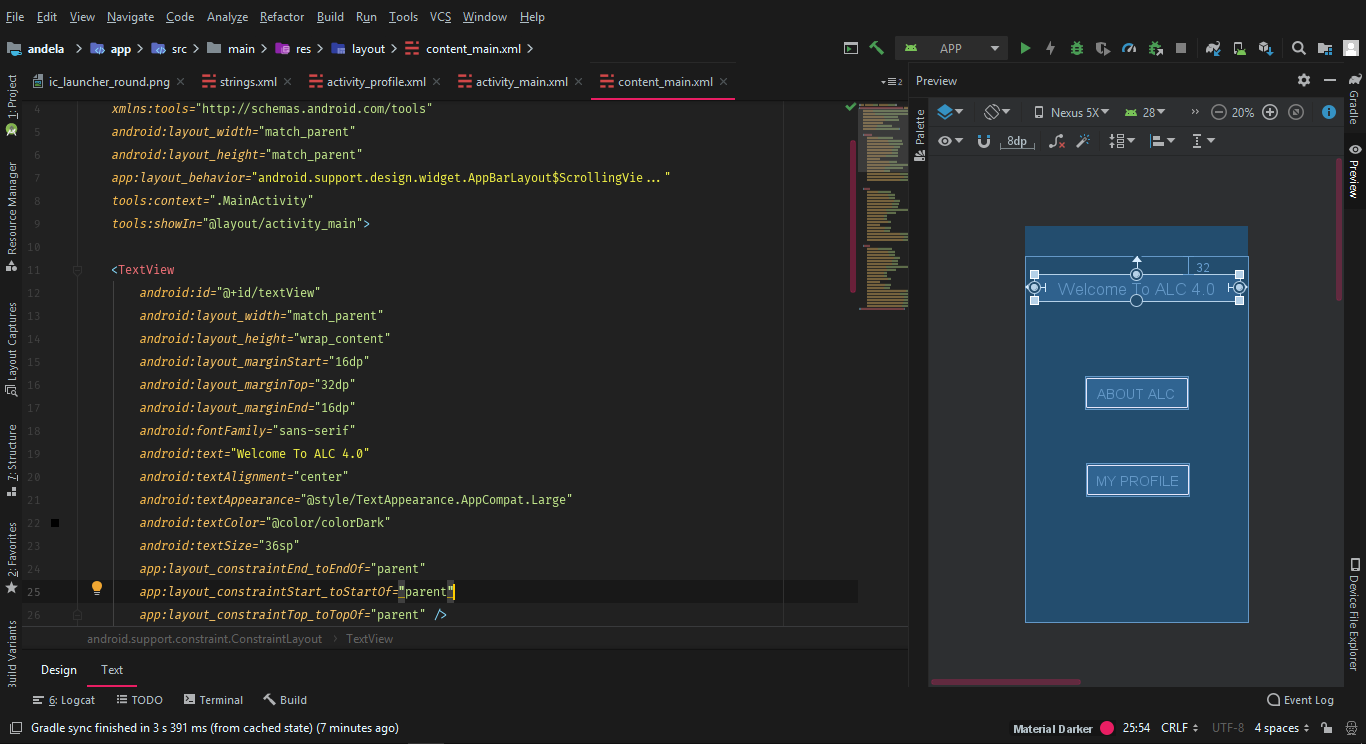 File Edit View Navigate Code Analyze Refactor Build Run Tools VCS Window Help
andela app src main res layout content_main.xml APP
ic_launcher_round.png strings.xml activity_profile.xml activity_main.xml content_main.xml 2 Preview
1: Project
Resource Manager
Layout Captures
7: Structure
2: Favorites
Build Variants
4 xmlns:tools="http://schemas.android.com/tools"
5 android:layout_width="match_parent"
6 android:layout_height="match_parent"
7 app:layout_behavior="android.support.design.widget.AppBarLayout$ScrollingVie..."
8 tools:context=".MainActivity"
9 tools:showIn="@layout/activity_main">
10
11 <TextView
12 android:id="@+id/textView"
13 android:layout_width="match_parent"
14 android:layout_height="wrap_content"
15 android:layout_marginStart="16dp"
16 android:layout_marginTop="32dp"
17 android:layout_marginEnd="16dp"
18 android:fontFamily="sans-serif"
19 android:text="Welcome To ALC 4.0"
20 android:textAlignment="center"
21 android:textAppearance="@style/TextAppearance.AppCompat.Large"
22 android:textColor="@color/colorDark"
23 android:textSize="36sp"
24 app:layout_constraintEnd_toEndOf="parent"
25 app:layout_constraintStart_toStartOf="parent"
26 app:layout_constraintTop_toTopOf="parent" />
android.support.constraint.ConstraintLayout TextView
Palette
Nexus 5X 28 20%
8dp
32
Welcome To ALC 4.0
ABOUT ALC
MY PROFILE
Gradle
Preview
Device File Explorer
Design Text
6: Logcat TODO Terminal Build Event Log
Gradle sync finished in 3 s 391 ms (from cached state) (7 minutes ago) Material Darker 25:54 CRLF UTF-8 4 spaces